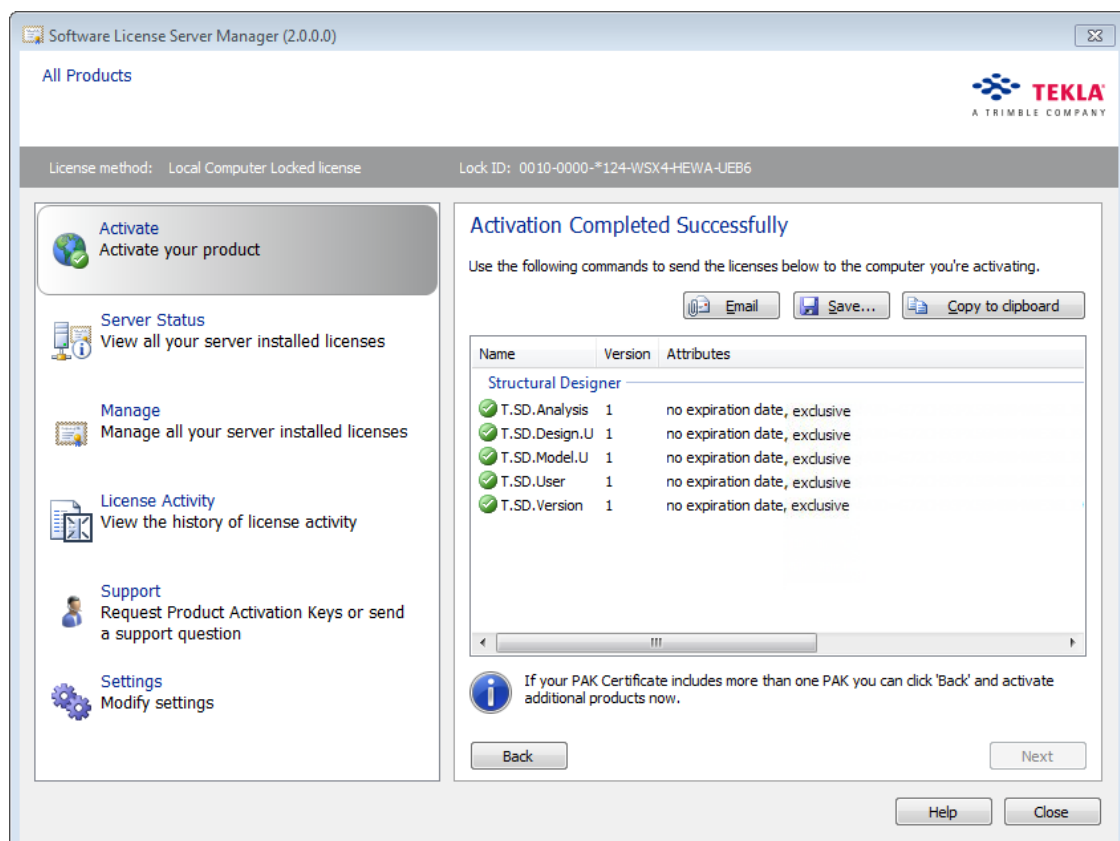 Software License Server Manager (2.0.0.0)
All Products
TEKLA
A TRIMBLE COMPANY
License method: Local Computer Locked license Lock ID: 0010-0000-*124-WSX4-HEWA-UEB6
Activate
Activate your product
Server Status
View all your server installed licenses
Manage
Manage all your server installed licenses
License Activity
View the history of license activity
Support
Request Product Activation Keys or send
a support question
Settings
Modify settings
Activation Completed Successfully
Use the following commands to send the licenses below to the computer you're activating.
Email Save... Copy to clipboard
Name Version Attributes
Structural Designer
T.SD.Analysis 1 no expiration date, exclusive
T.SD.Design.U 1 no expiration date, exclusive
T.SD.Model.U 1 no expiration date, exclusive
T.SD.User 1 no expiration date, exclusive
T.SD.Version 1 no expiration date, exclusive
If your PAK Certificate includes more than one PAK you can click 'Back' and activate
additional products now.
Back Next
Help Close